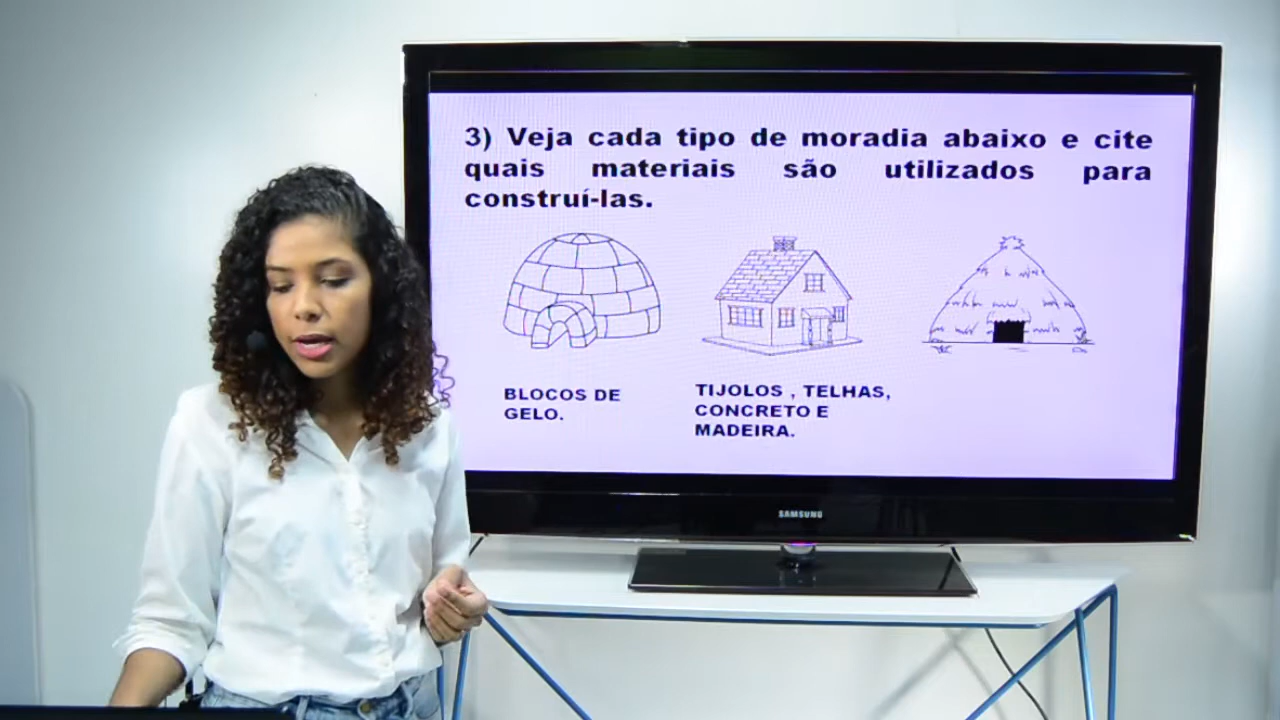 3) Veja cada tipo de moradia abaixo e cite
quais materiais são utilizados para
construí-las.
BLOCOS DE
GELO.
TIJOLOS , TELHAS,
CONCRETO E
MADEIRA.
SAMSUNG